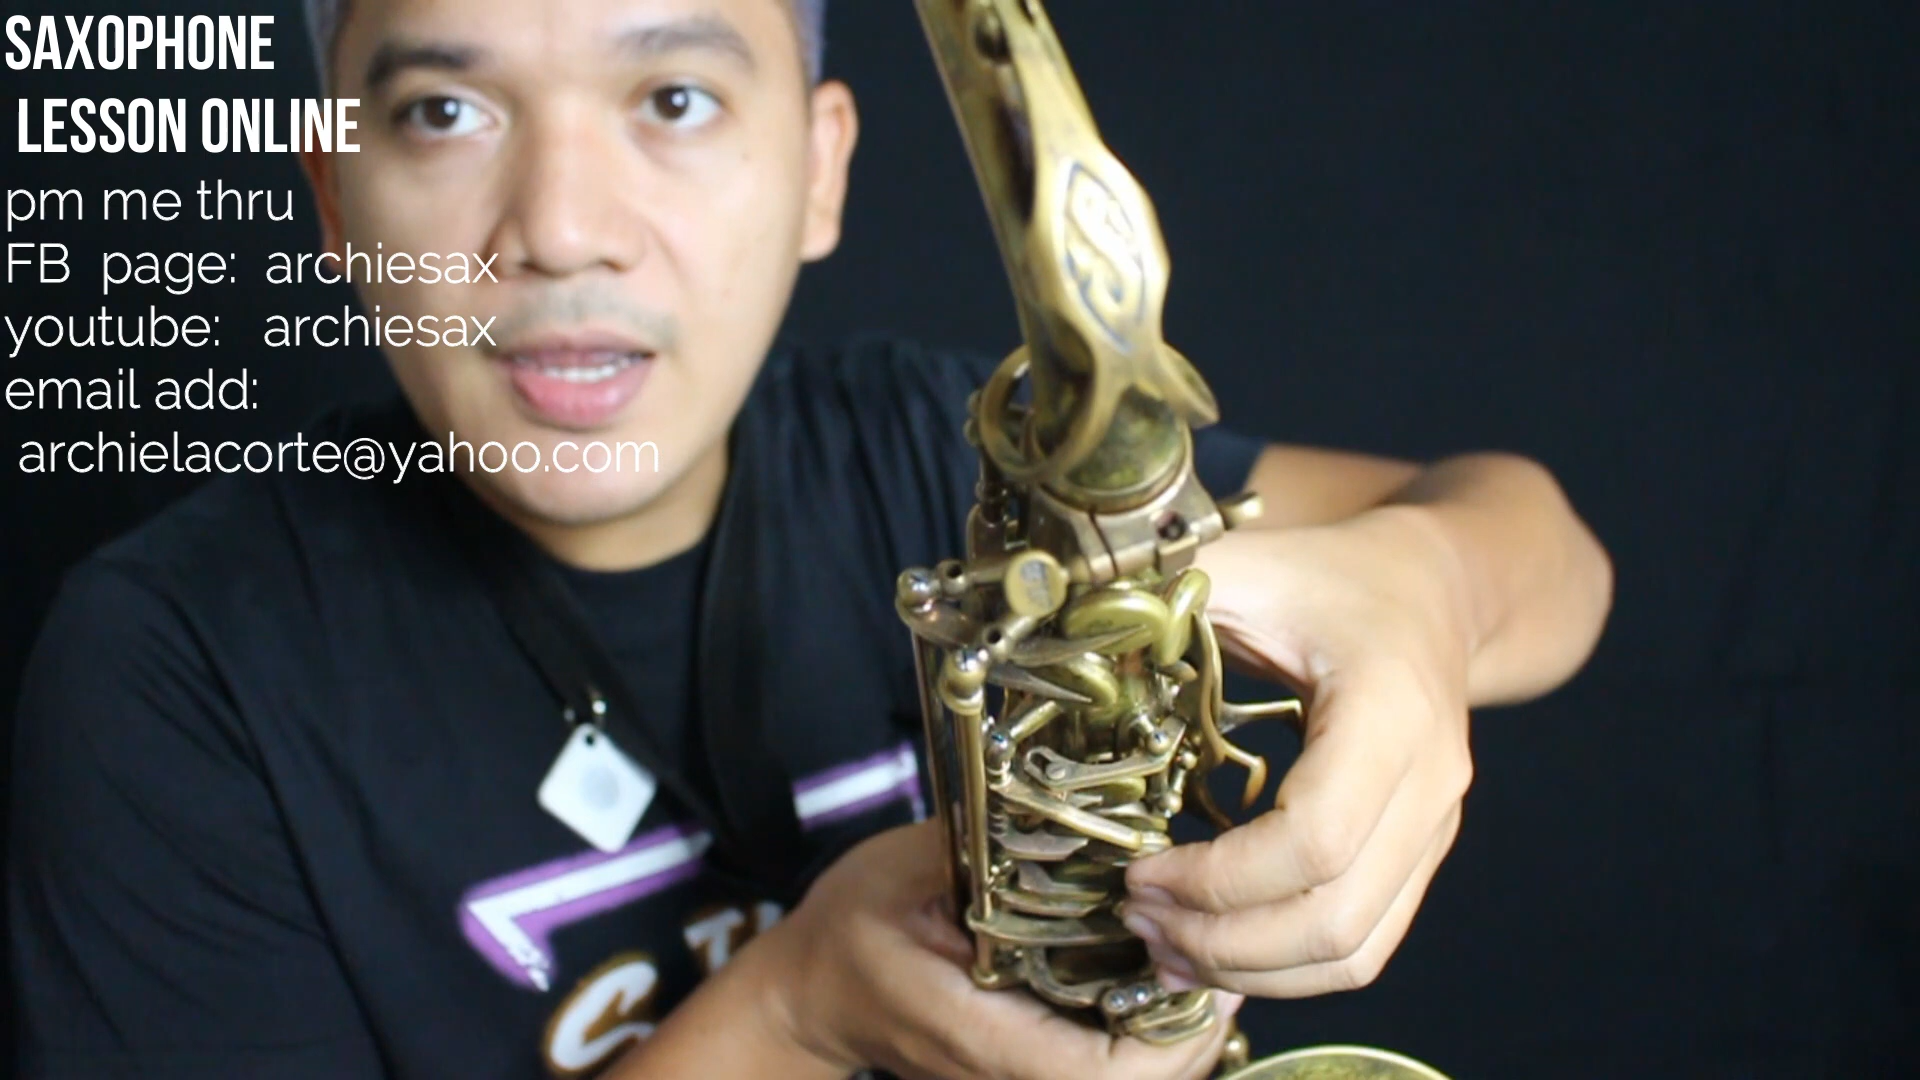 SAXOPHONE
LESSON ONLINE
pm me thru
FB page: archiesax
youtube: archiesax
email add:
archielacorte@yahoo.com
S